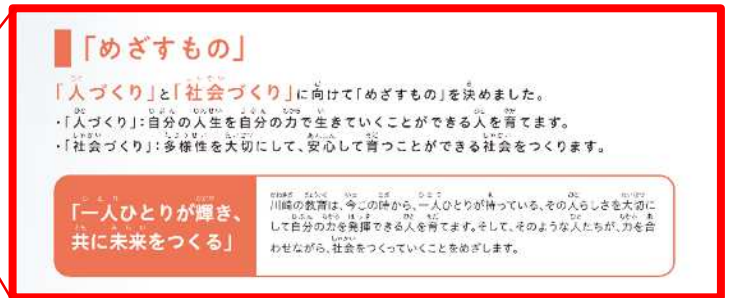 「めざすもの」
「人づくり」と「社会づくり」に向けて「めざすもの」を決めました。
・「人づくり」：自分の人生を自分の力で生きていくことができる人を育てます。
・「社会づくり」：多様性を大切にして、安心して育つことができる社会をつくります。
「一人ひとりが輝き、
共に未来をつくる」
川崎の教育は、今この時から、一人ひとりが持っている、その人らしさを大切に
して自分の力を発揮できる人を育てます。そして、そのような人たちが、力を合
わせながら、社会をつくっていくことをめざします。